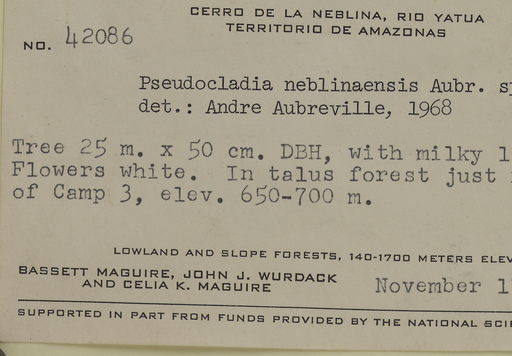 CERRO DE LA NEBLINA, RIO YATUA
TERRITORIO DE AMAZONAS
NO. 42086
Pseudocladia neblinaensis Aubr.
det.: Andre Aubreville, 1968
Tree 25 m. x 50 cm. DBH, with milky
Flowers white. In talus forest just
of Camp 3, elev. 650-700 m.
LOWLAND AND SLOPE FORESTS, 140-1700 METERS ELEV
BASSETT MAGUIRE, JOHN J. WURDACK
AND CELIA K. MAGUIRE
November
SUPPORTED IN PART FROM FUNDS PROVIDED BY THE NATIONAL